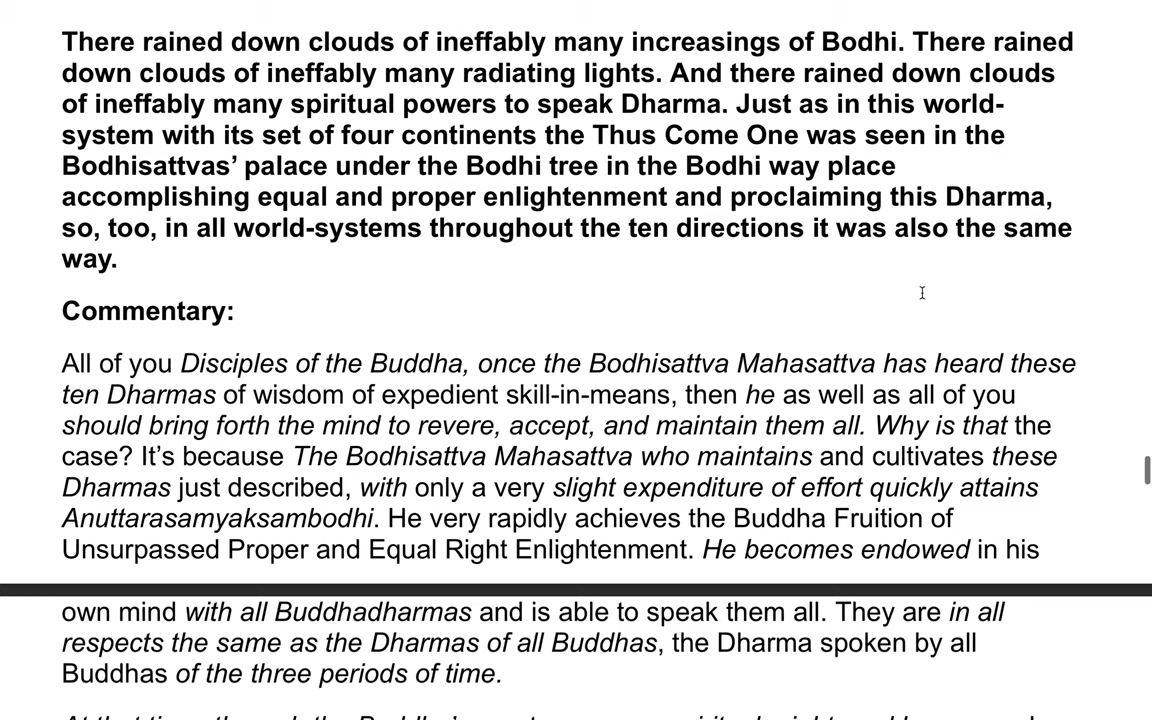 There rained down clouds of ineffably many increasings of Bodhi. There rained
down clouds of ineffably many radiating lights. And there rained down clouds
of ineffably many spiritual powers to speak Dharma. Just as in this world-
system with its set of four continents the Thus Come One was seen in the
Bodhisattvas’ palace under the Bodhi tree in the Bodhi way place
accomplishing equal and proper enlightenment and proclaiming this Dharma,
so, too, in all world-systems throughout the ten directions it was also the same
way.
Commentary:
All of you Disciples of the Buddha, once the Bodhisattva Mahasattva has heard these
ten Dharmas of wisdom of expedient skill-in-means, then he as well as all of you
should bring forth the mind to revere, accept, and maintain them all. Why is that the
case? It’s because The Bodhisattva Mahasattva who maintains and cultivates these
Dharmas just described, with only a very slight expenditure of effort quickly attains
Anuttarasamyaksambodhi. He very rapidly achieves the Buddha Fruition of
Unsurpassed Proper and Equal Right Enlightenment. He becomes endowed in his
own mind with all Buddhadharmas and is able to speak them all. They are in all
respects the same as the Dharmas of all Buddhas, the Dharma spoken by all
Buddhas of the three periods of time.